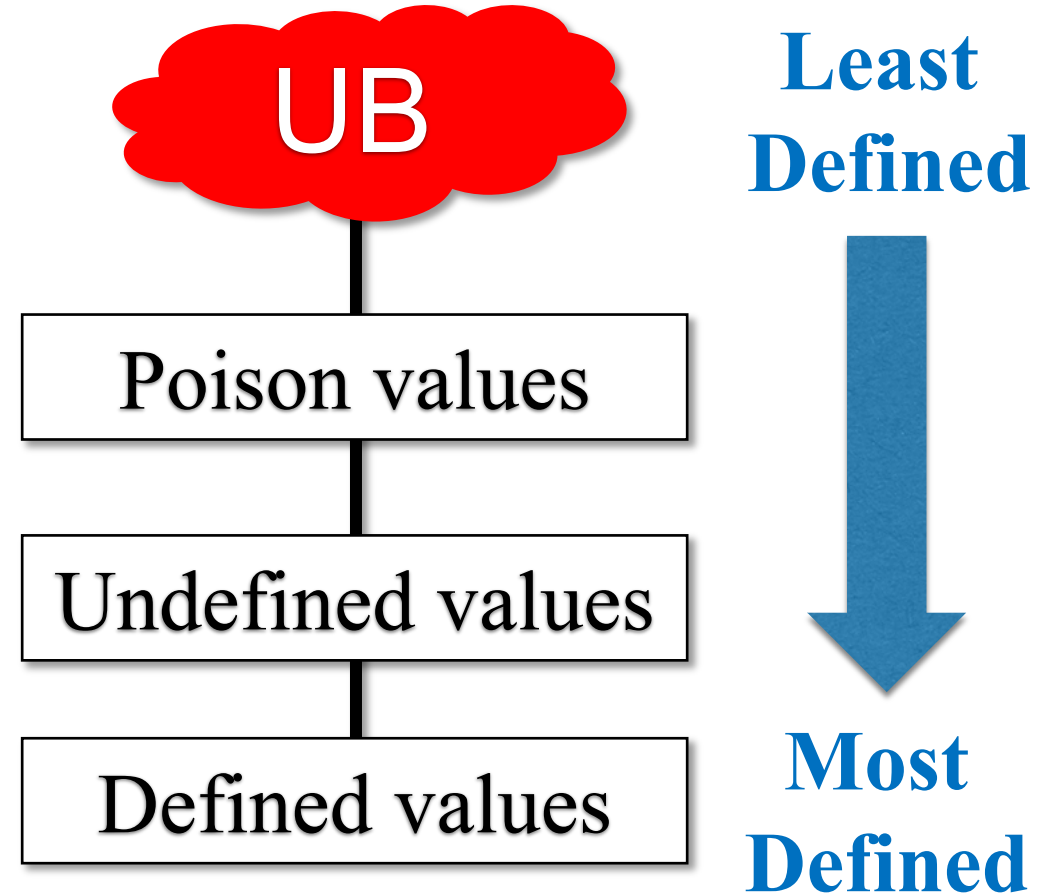 UB
Poison values
Undefined values
Defined values
Least
Defined
Most
Defined